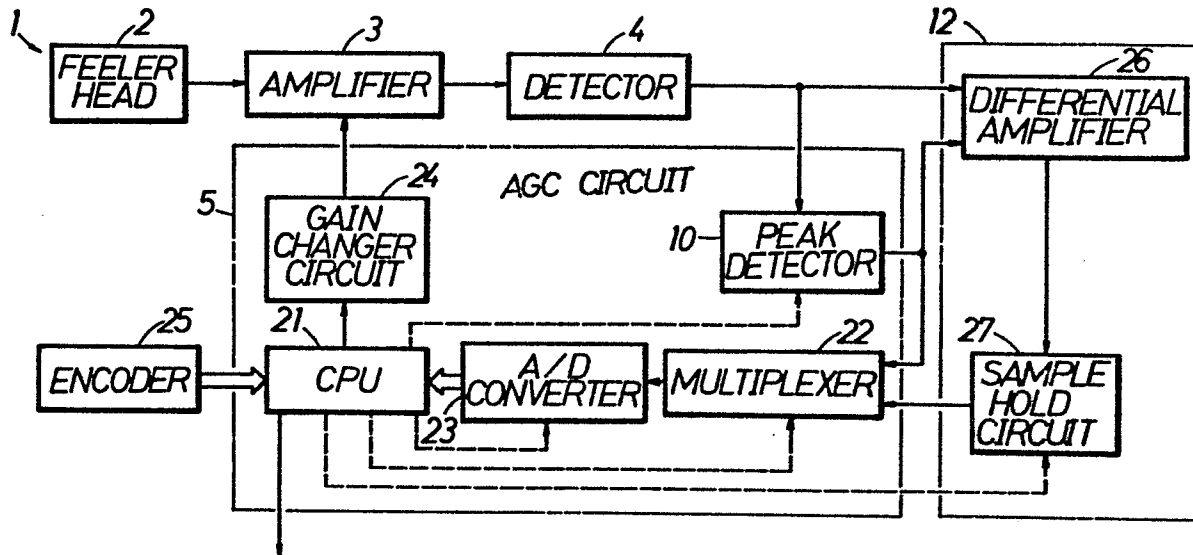 1
2
3
4
12
26
FEELER
HEAD
AMPLIFIER
DETECTOR
DIFFERENTIAL
AMPLIFIER
5
24
AGC CIRCUIT
GAIN
CHANGER
CIRCUIT
10
PEAK
DETECTOR
25
21
22
27
ENCODER
CPU
A/D
CONVERTER
23
MULTIPLEXER
SAMPLE
HOLD
CIRCUIT